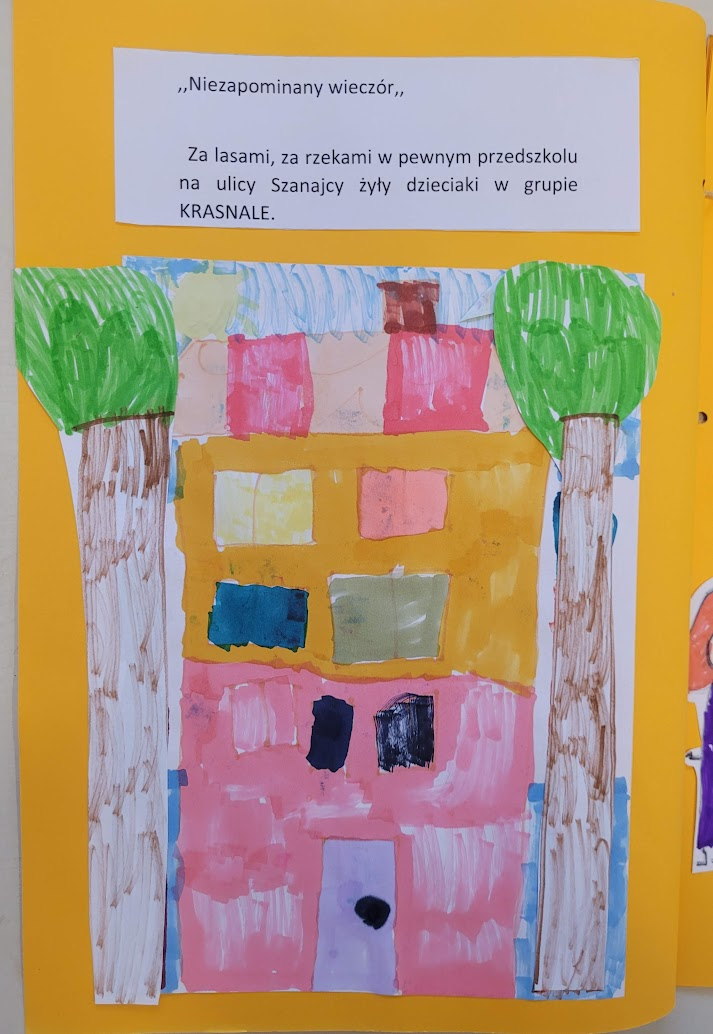 ,,Niezapominany wieczór,,
Za lasami, za rzekami w pewnym przedszkolu
na ulicy Szanajcy żyły dzieciaki w grupie
KRASNALE.